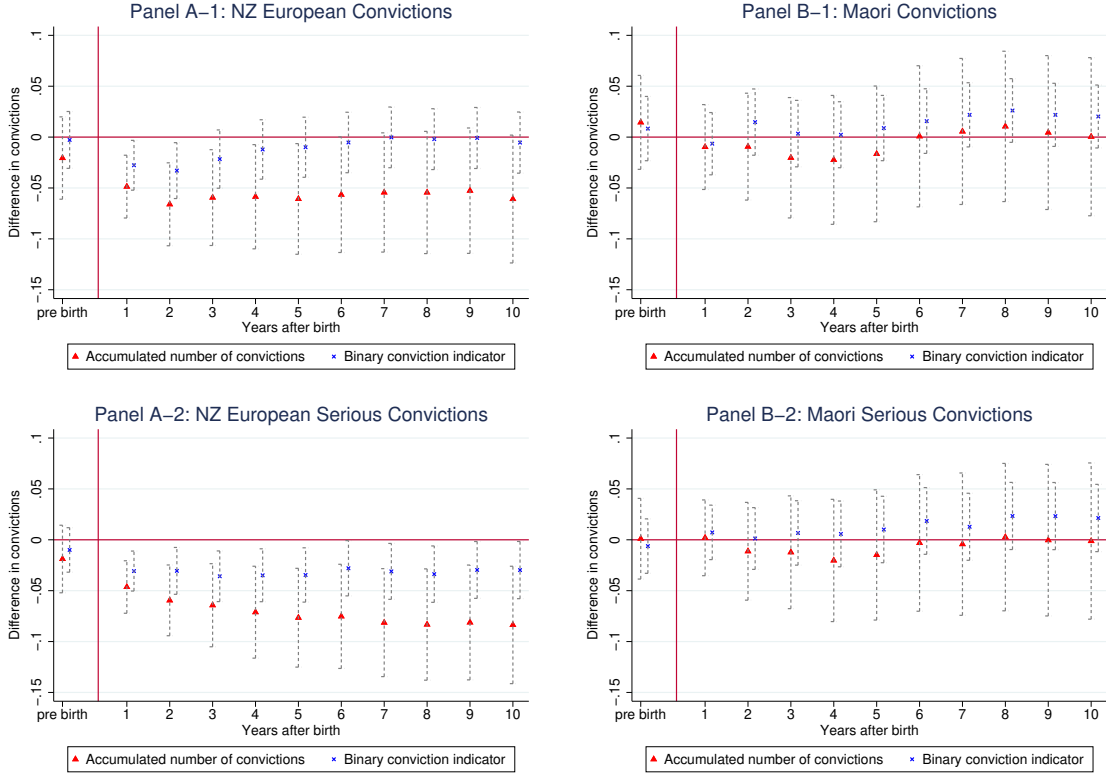 Panel A−1: NZ European Convictions
Difference in convictions
.1
.05
0
−.05
−.1
−.15
pre birth 1 2 3 4 5 6 7 8 9 10
Years after birth
Accumulated number of convictions Binary conviction indicator
Panel B−1: Maori Convictions
Difference in convictions
.1
.05
0
−.05
−.1
−.15
pre birth 1 2 3 4 5 6 7 8 9 10
Years after birth
Accumulated number of convictions Binary conviction indicator
Panel A−2: NZ European Serious Convictions
Difference in convictions
.1
.05
0
−.05
−.1
−.15
pre birth 1 2 3 4 5 6 7 8 9 10
Years after birth
Accumulated number of convictions Binary conviction indicator
Panel B−2: Maori Serious Convictions
Difference in convictions
.1
.05
0
−.05
−.1
−.15
pre birth 1 2 3 4 5 6 7 8 9 10
Years after birth
Accumulated number of convictions Binary conviction indicator